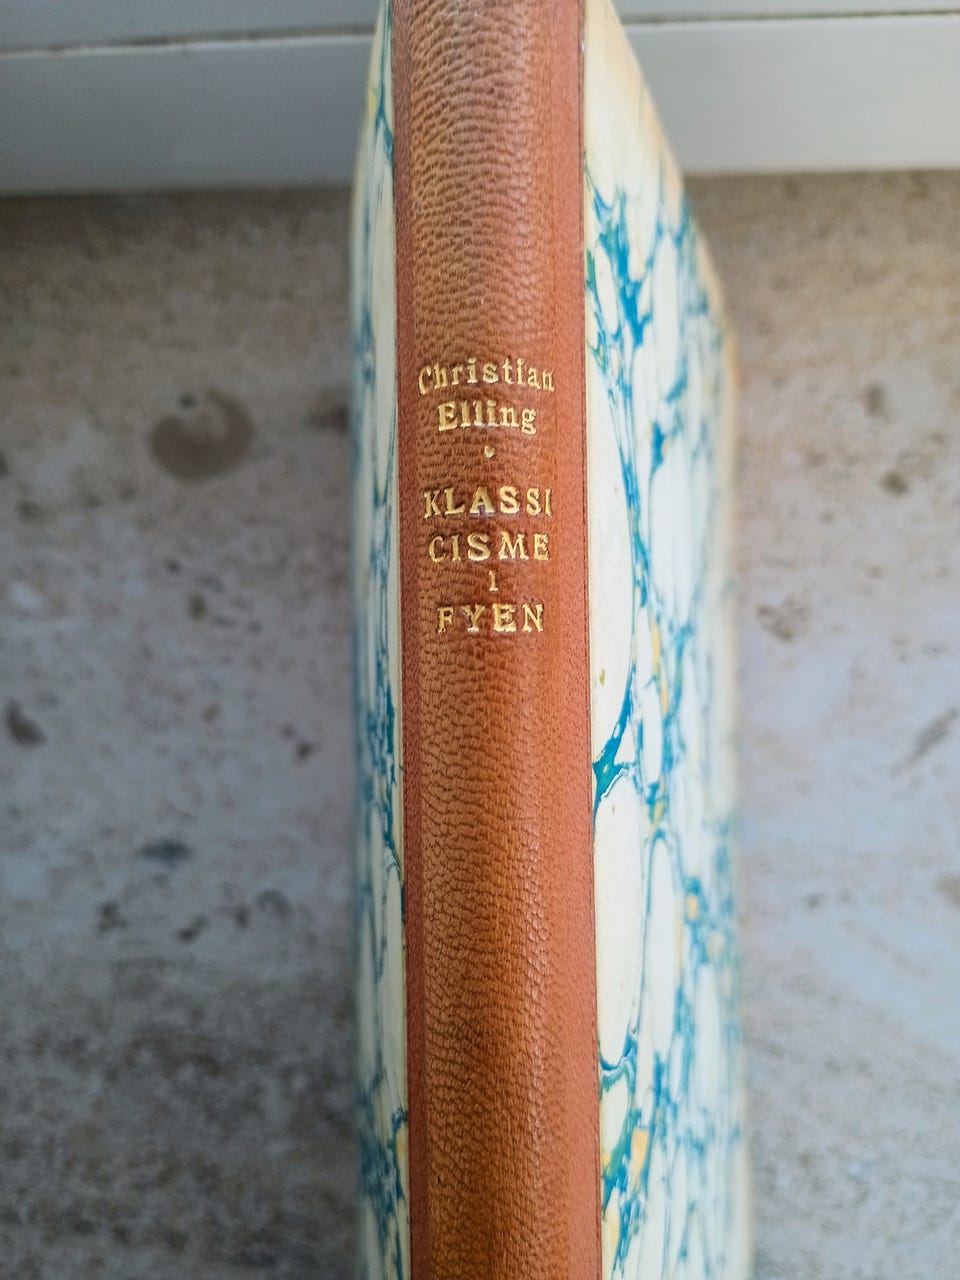 Christian
Elling
KLASSI
CISME
I
FYEN